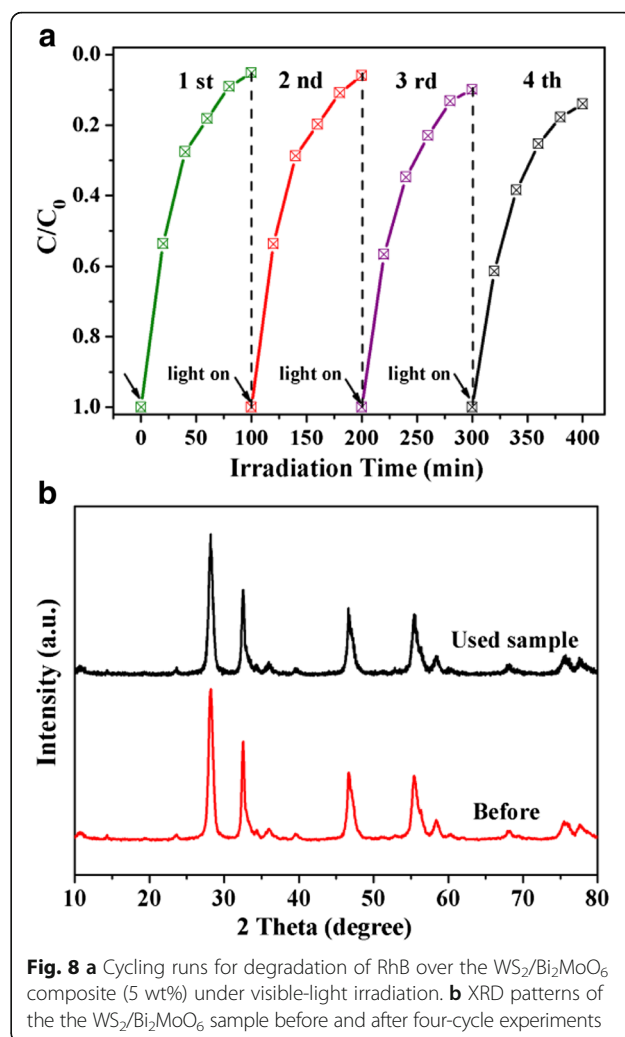 a
0.0
0.2
0.4
0.6
0.8
1.0
C/C₀
1 st
2 nd
3 rd
4 th
light on
light on
light on
0
50
100
150
200
250
300
350
400
Irradiation Time (min)
b
Intensity (a.u.)
Used sample
Before
10
20
30
40
50
60
70
80
2 Theta (degree)
Fig. 8 a Cycling runs for degradation of RhB over the WS₂/Bi₂MoO₆
composite (5 wt%) under visible-light irradiation. b XRD patterns of
the the WS₂/Bi₂MoO₆ sample before and after four-cycle experiments